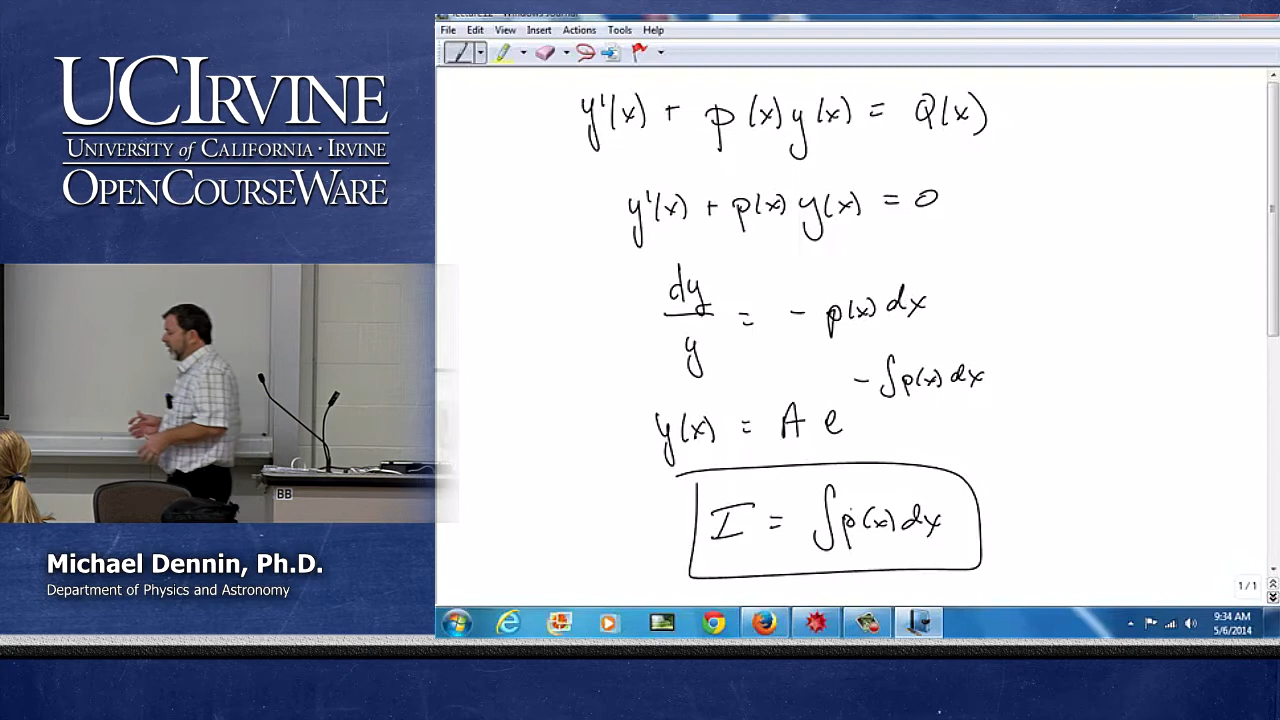 UCIRVINE
UNIVERSITY of CALIFORNIA · IRVINE
OPENCOURSEWARE
BB
Michael Dennin, Ph.D.
Department of Physics and Astronomy
File Edit View Insert Actions Tools Help
y'(x) + p(x) y(x) = Q(x)
y'(x) + p(x) y(x) = 0
dy/y = - p(x) dx
y(x) = A e^{- ∫p(x) dx}
I = ∫p(x) dx
1/1
9:34 AM
5/6/2014